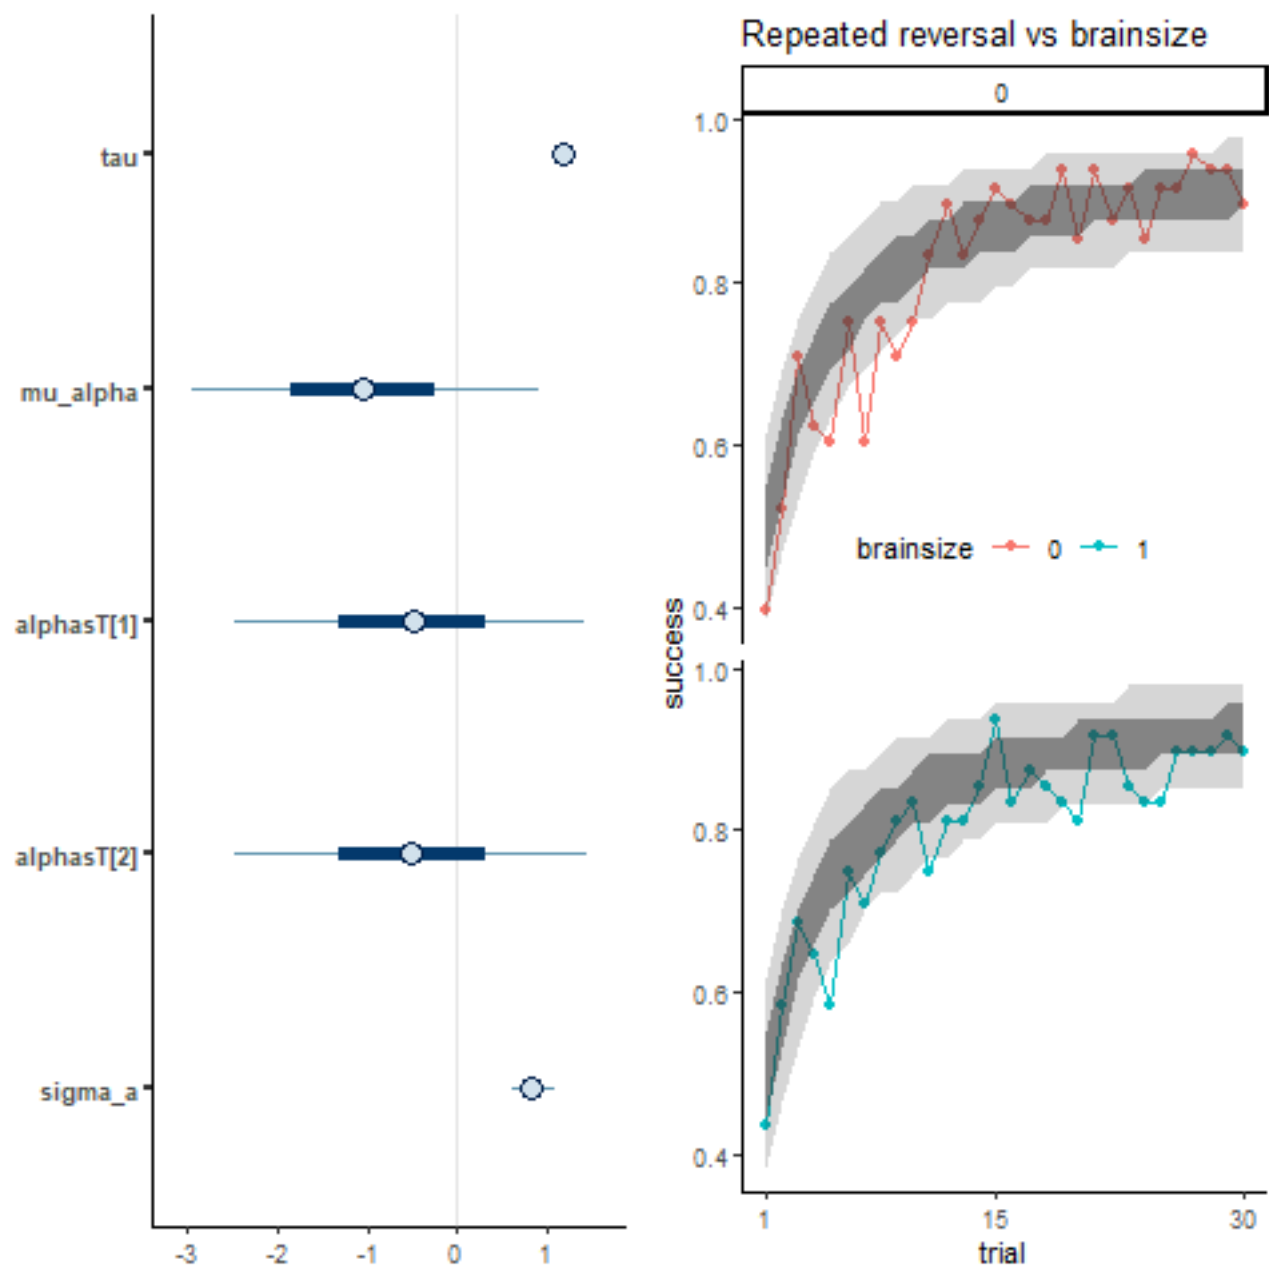 tau
mu_alpha
alphasT[1]
alphasT[2]
sigma_a
-3 -2 -1 0 1
Repeated reversal vs brainsize
0
1.0
0.8
0.6
0.4
brainsize 0 1
success
1.0
0.8
0.6
0.4
1 15 30
trial